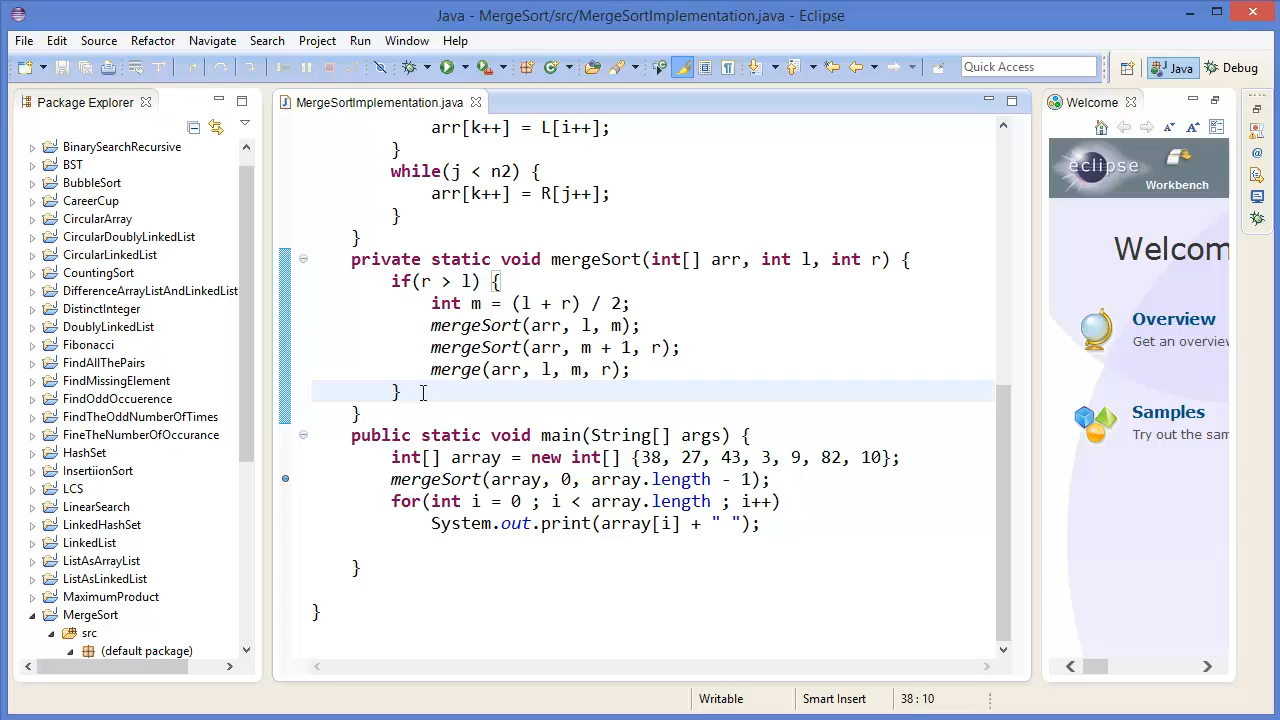 Java - MergeSort/src/MergeSortImplementation.java - Eclipse
File Edit Source Refactor Navigate Search Project Run Window Help
Quick Access
Java
Debug
Package Explorer
BinarySearchRecursive
BST
BubbleSort
CareerCup
CircularArray
CircularDoublyLinkedList
CircularLinkedList
CountingSort
DifferenceArrayListAndLinkedList
DistinctInteger
DoublyLinkedList
Fibonacci
FindAllThePairs
FindMissingElement
FindOddOccuerence
FindTheOddNumberOfTimes
FineTheNumberOfOccurance
HashSet
InsertiionSort
LCS
LinearSearch
LinkedHashSet
LinkedList
ListAsArrayList
ListAsLinkedList
MaximumProduct
MergeSort
src
(default package)
MergeSortImplementation.java
arr[k++] = L[i++];
}
while(j < n2) {
arr[k++] = R[j++];
}
}
private static void mergeSort(int[] arr, int l, int r) {
if(r > l) {
int m = (l + r) / 2;
mergeSort(arr, l, m);
mergeSort(arr, m + 1, r);
merge(arr, l, m, r);
}
}
public static void main(String[] args) {
int[] array = new int[] {38, 27, 43, 3, 9, 82, 10};
mergeSort(array, 0, array.length - 1);
for(int i = 0 ; i < array.length ; i++)
System.out.print(array[i] + " ");
}
}
Welcome
eclipse
Workbench
Welcom
Overview
Get an overvie
Samples
Try out the sam
Writable
Smart Insert
38 : 10